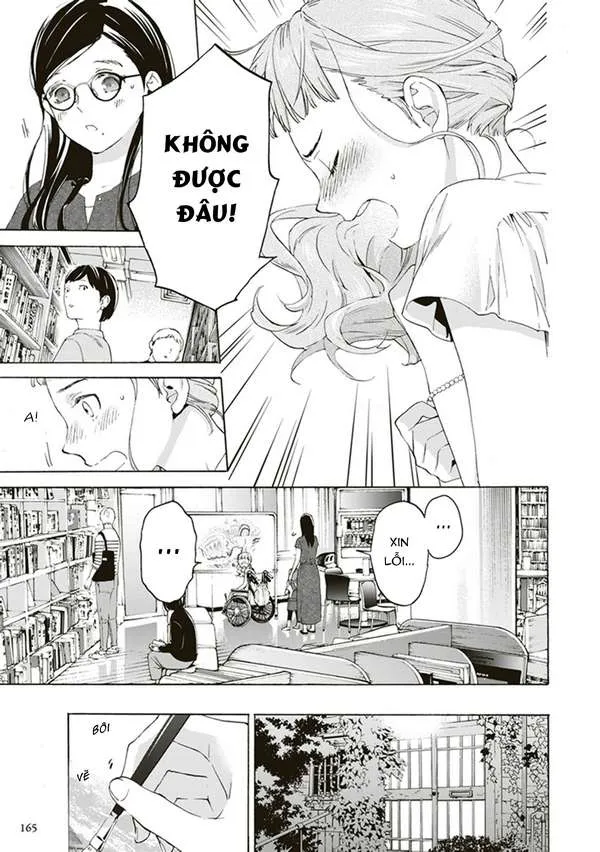 KHÔNG
ĐƯỢC
ĐÂU!
A!
...
XIN
LỖI...
...
BÔI
VẼ
165